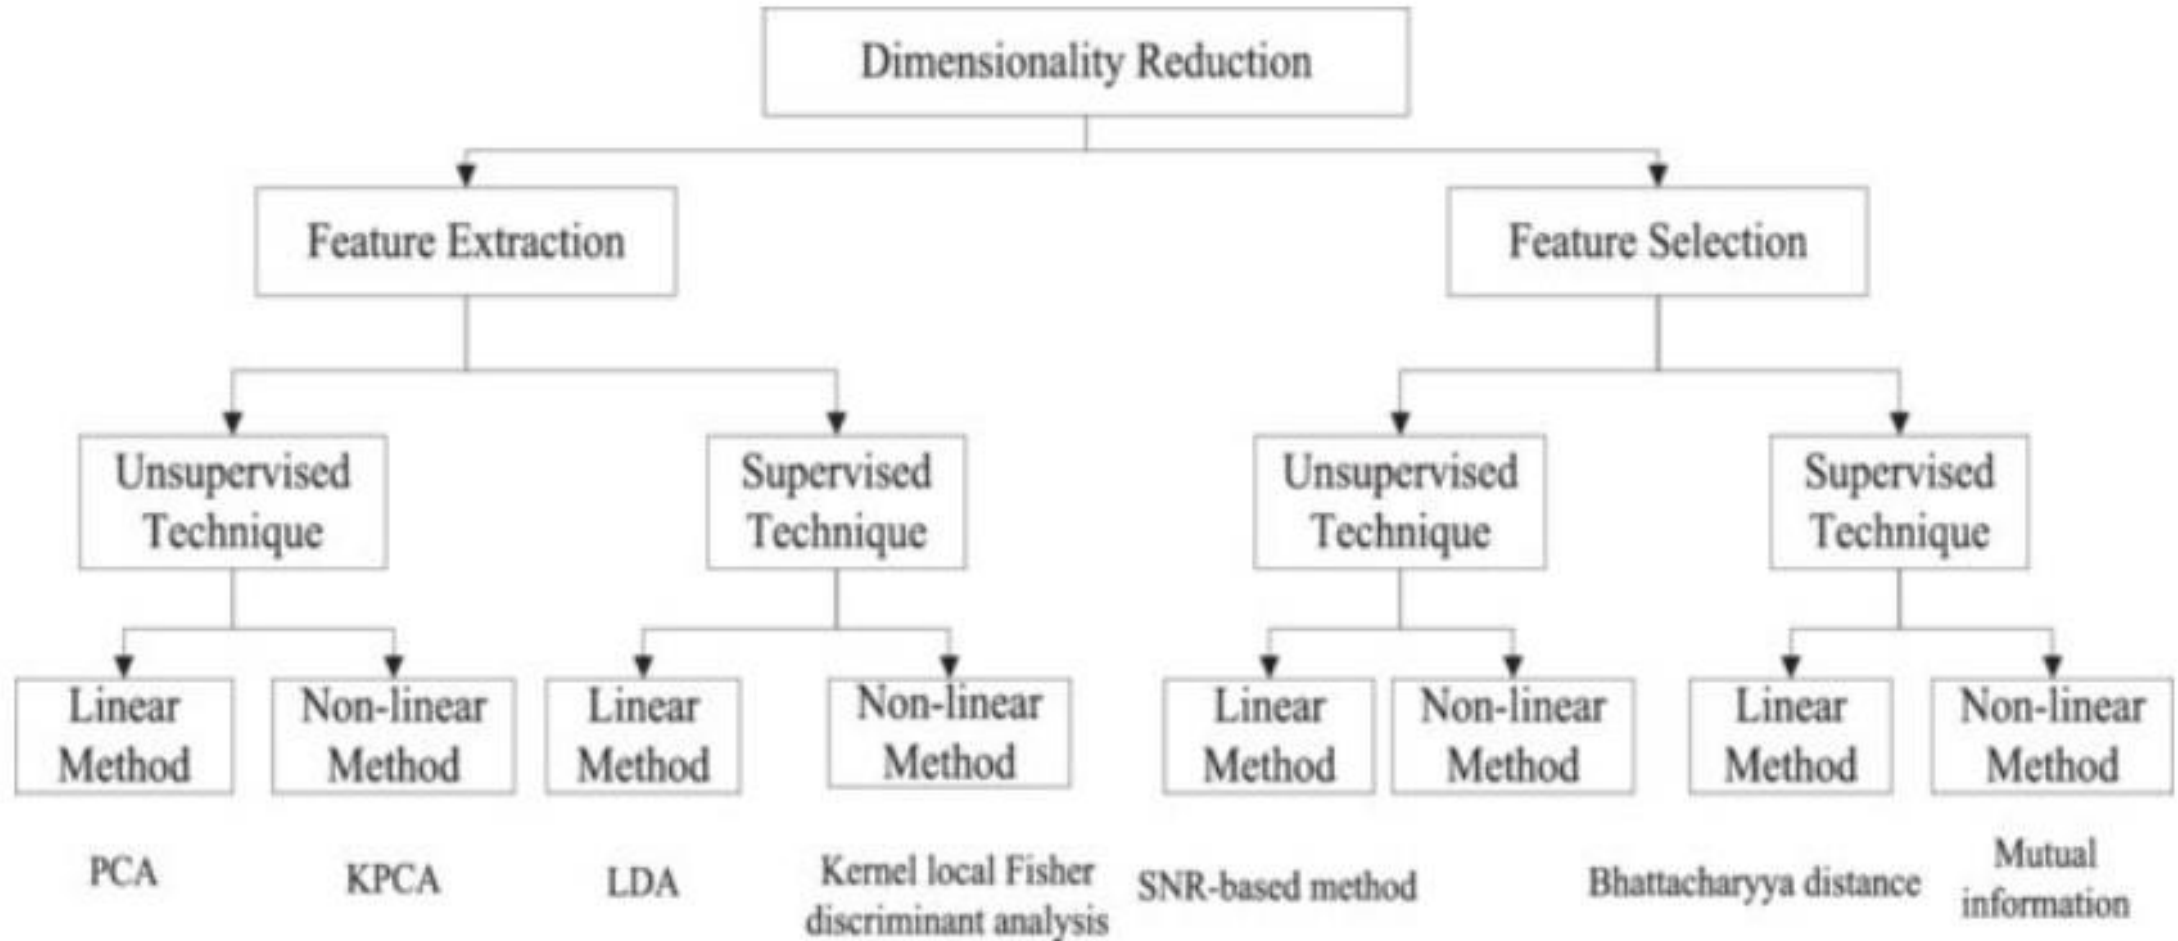 Dimensionality Reduction
Feature Extraction
Feature Selection
Unsupervised
Technique
Supervised
Technique
Unsupervised
Technique
Supervised
Technique
Linear
Method
Non-linear
Method
Linear
Method
Non-linear
Method
Linear
Method
Non-linear
Method
Linear
Method
Non-linear
Method
PCA
KPCA
LDA
Kernel local Fisher
discriminant analysis
SNR-based method
Bhattacharyya distance
Mutual
information